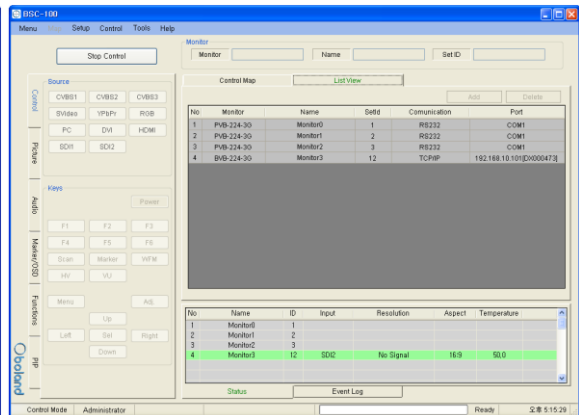 DSC-100
Menu Map Setup Control Tools Help
Stop Control
Monitor
Monitor Name Set ID
Control Map List View
Add Delete
Source
CVBS1 CVBS2 CVBS3
SVideo YPbPr RGB
PC DVI HDMI
SDI1 SDI2
Control
Picture
Audio
Marker/OSD
Functions
PIP
Keys
Power
F1 F2 F3
F4 F5 F6
Scan Marker WFM
HV VU
Menu Adj
Up
Left Sel Right
Down
No Monitor Name SetId Comunication Port
1 PVB-224-3G Monitor0 1 RS232 COM1
2 PVB-224-3G Monitor1 2 RS232 COM1
3 PVB-224-3G Monitor2 3 RS232 COM1
4 BVB-224-3G Monitor3 12 TCP/IP 192.168.10.101[DX000473]
No Name ID Input Resolution Aspect Temperature
1 Monitor0 1
2 Monitor1 2
3 Monitor2 3
4 Monitor3 12 SDI2 No Signal 16:9 50,0
Status Event Log
boland
Control Mode Administrator Ready 오후 5:15:29